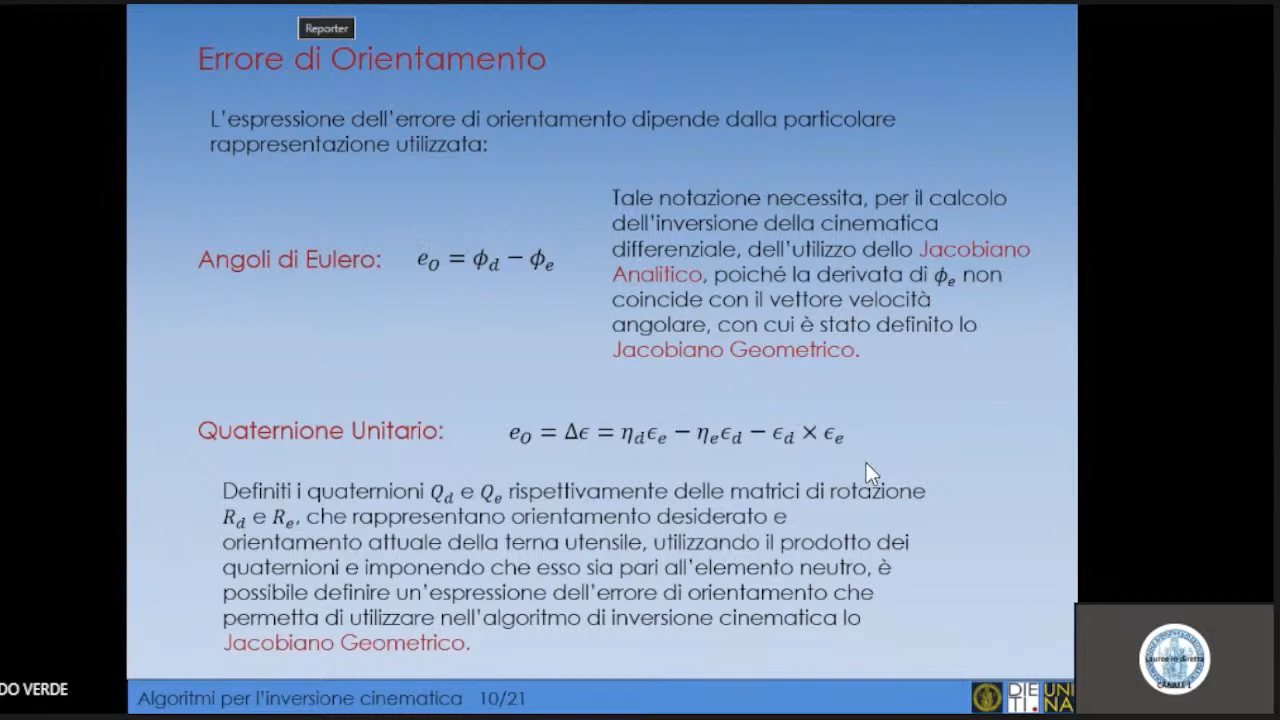 Reporter
Errore di Orientamento
L'espressione dell'errore di orientamento dipende dalla particolare
rappresentazione utilizzata:
Tale notazione necessita, per il calcolo
dell'inversione della cinematica
differenziale, dell'utilizzo dello Jacobiano
Analitico, poiché la derivata di ϕₑ non
coincide con il vettore velocità
angolare, con cui è stato definito lo
Jacobiano Geometrico.
Angoli di Eulero: e_O = ϕ_d − ϕ_e
Quaternione Unitario: e_O = Δϵ = η_d ϵ_e − η_e ϵ_d − ϵ_d × ϵ_e
Definiti i quaternioni Q_d e Q_e rispettivamente delle matrici di rotazione
R_d e R_e, che rappresentano orientamento desiderato e
orientamento attuale della terna utensile, utilizzando il prodotto dei
quaternioni e imponendo che esso sia pari all'elemento neutro, è
possibile definire un'espressione dell'errore di orientamento che
permetta di utilizzare nell'algoritmo di inversione cinematica lo
Jacobiano Geometrico.
DO VERDE
Algoritmi per l'inversione cinematica 10/21
DIE UNI
TI. NA